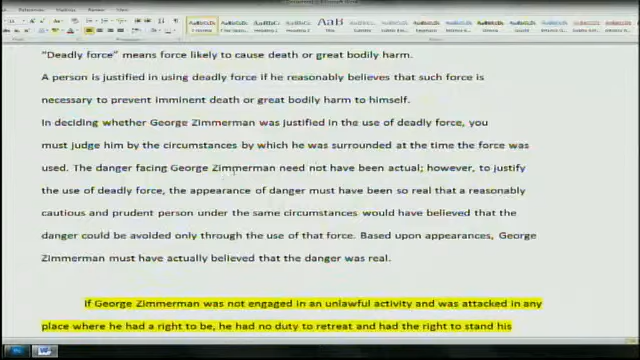 "Deadly force" means force likely to cause death or great bodily harm.
A person is justified in using deadly force if he reasonably believes that such force is
necessary to prevent imminent death or great bodily harm to himself.
In deciding whether George Zimmerman was justified in the use of deadly force, you
must judge him by the circumstances by which he was surrounded at the time the force was
used. The danger facing George Zimmerman need not have been actual; however, to justify
the use of deadly force, the appearance of danger must have been so real that a reasonably
cautious and prudent person under the same circumstances would have believed that the
danger could be avoided only through the use of that force. Based upon appearances, George
Zimmerman must have actually believed that the danger was real.
If George Zimmerman was not engaged in an unlawful activity and was attacked in any
place where he had a right to be, he had no duty to retreat and had the right to stand his